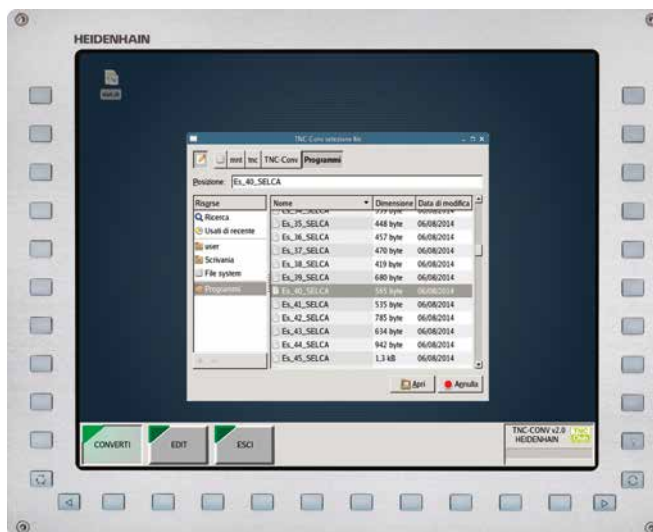 HEIDENHAIN
TNC-Conv selezione file
mnt tnc TNC-Conv Programmi
Posizione: Es_40_SELCA
Risorse
Ricerca
Usati di recente
user
Scrivania
File system
Programmi
Nome Dimensione Data di modifica
Es_35_SELCA 448 byte 06/08/2014
Es_36_SELCA 457 byte 06/08/2014
Es_37_SELCA 470 byte 06/08/2014
Es_38_SELCA 419 byte 06/08/2014
Es_39_SELCA 680 byte 06/08/2014
Es_40_SELCA 565 byte 06/08/2014
Es_41_SELCA 535 byte 06/08/2014
Es_42_SELCA 785 byte 06/08/2014
Es_43_SELCA 634 byte 06/08/2014
Es_44_SELCA 942 byte 06/08/2014
Es_45_SELCA 1,3 kB 06/08/2014
Apri Annulla
CONVERTI EDIT ESCI
TNC-CONV v2.0
HEIDENHAIN
TNC
Club